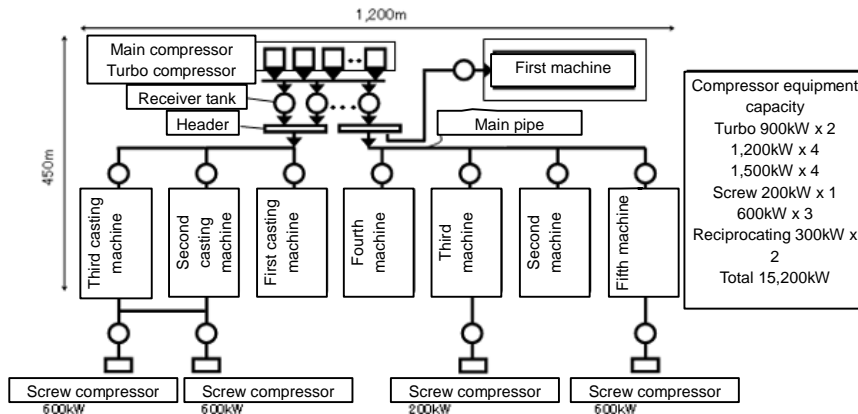 1,200m
450m
Main compressor
Turbo compressor
Receiver tank
Header
First machine
Main pipe
Compressor equipment
capacity
Turbo 900kW x 2
1,200kW x 4
1,500kW x 4
Screw 200kW x 1
600kW x 3
Reciprocating 300kW x
2
Total 15,200kW
Third casting
machine
Second
casting
machine
First casting
machine
Fourth
machine
Third
machine
Second
machine
Fifth machine
Screw compressor
600kW
Screw compressor
600kW
Screw compressor
200kW
Screw compressor
600kW